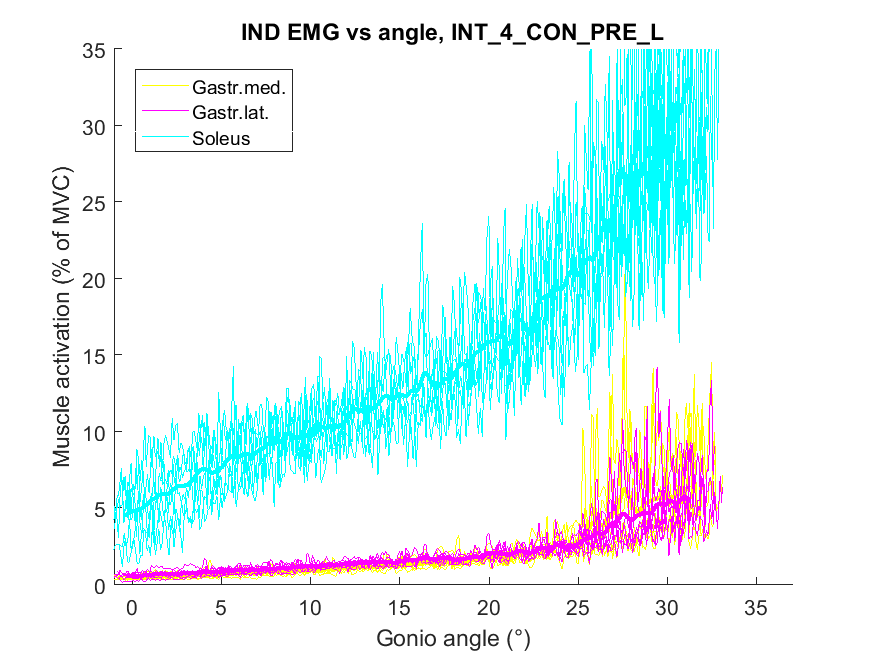 IND EMG vs angle, INT_4_CON_PRE_L
35
30
25
20
15
10
5
0
Muscle activation (% of MVC)
Gastr.med.
Gastr.lat.
Soleus
0 5 10 15 20 25 30 35
Gonio angle (°)